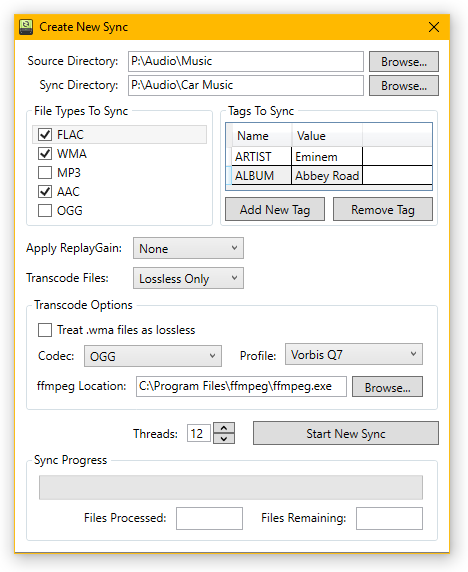 Create New Sync
Source Directory: P:\Audio\Music Browse...
Sync Directory: P:\Audio\Car Music Browse...
File Types To Sync
FLAC
WMA
MP3
AAC
OGG
Tags To Sync
Name Value
ARTIST Eminem
ALBUM Abbey Road
Add New Tag Remove Tag
Apply ReplayGain: None
Transcode Files: Lossless Only
Transcode Options
Treat .wma files as lossless
Codec: OGG Profile: Vorbis Q7
ffmpeg Location: C:\Program Files\ffmpeg\ffmpeg.exe Browse...
Threads: 12 Start New Sync
Sync Progress
Files Processed: Files Remaining: